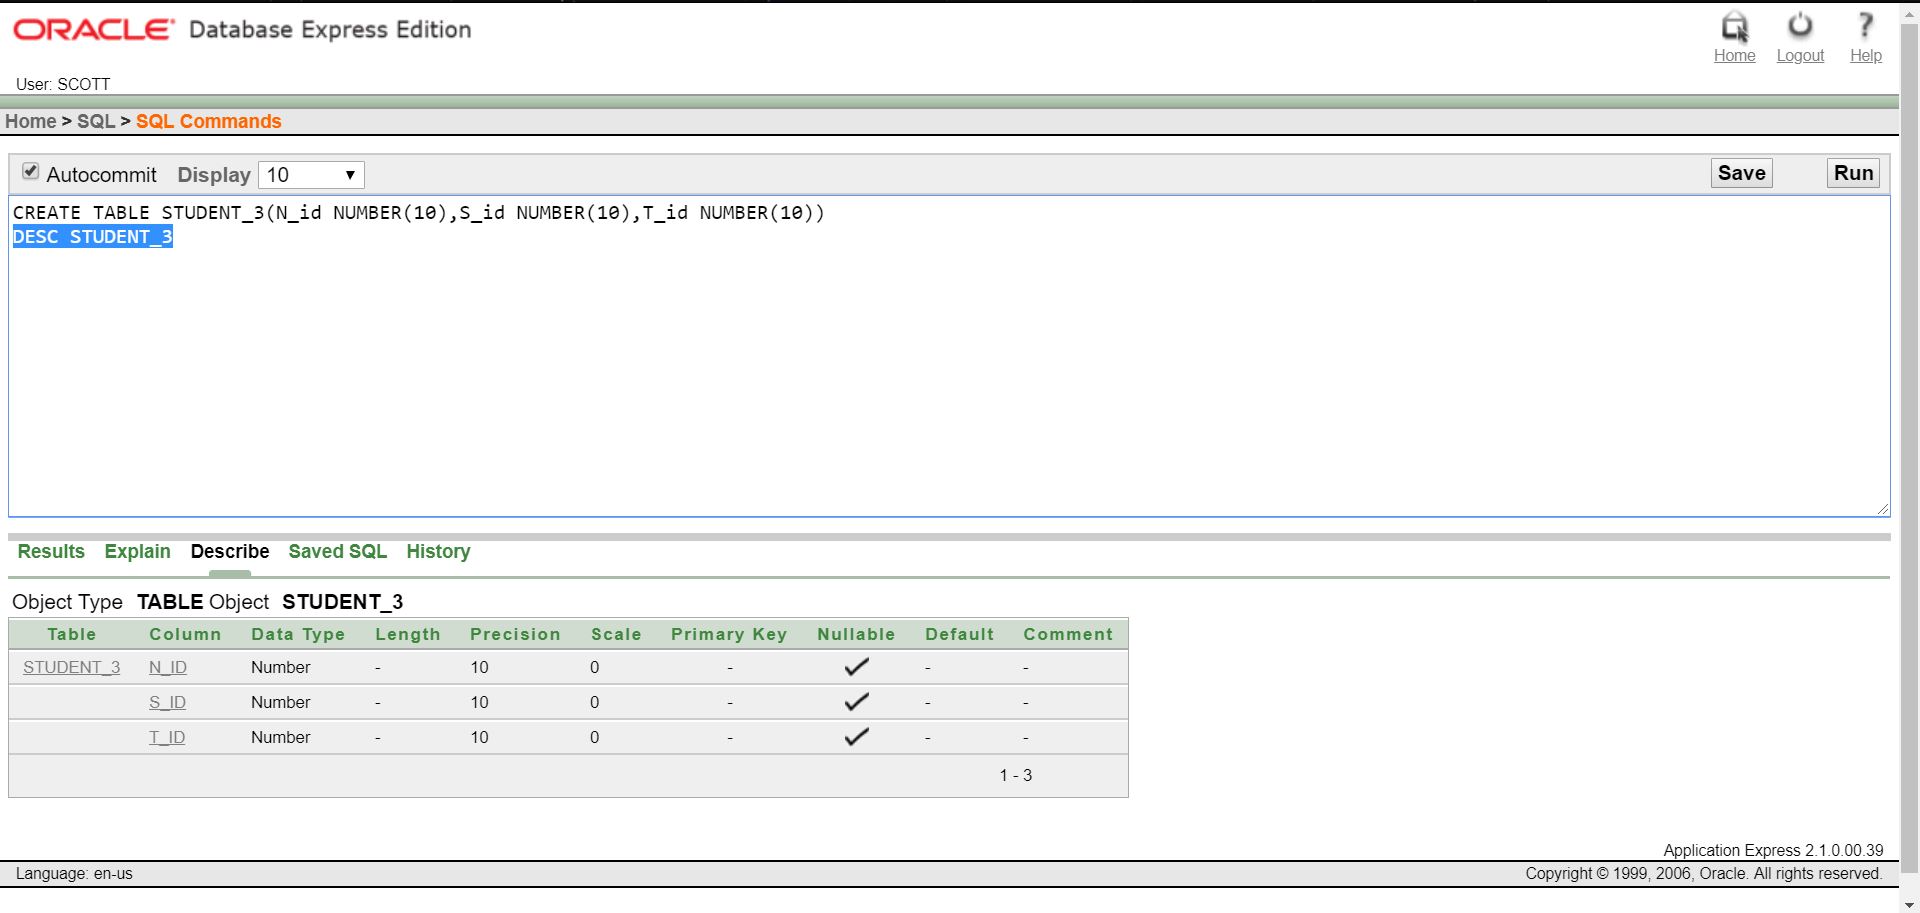 ORACLE Database Express Edition
Home Logout Help
User: SCOTT
Home > SQL > SQL Commands
Autocommit Display 10 Save Run
CREATE TABLE STUDENT_3(N_id NUMBER(10),S_id NUMBER(10),T_id NUMBER(10))
DESC STUDENT_3
Results Explain Describe Saved SQL History
Object Type TABLE Object STUDENT_3
Table Column Data Type Length Precision Scale Primary Key Nullable Default Comment
STUDENT_3 N_ID Number - 10 0 - ✓ - -
S_ID Number - 10 0 - ✓ - -
T_ID Number - 10 0 - ✓ - -
1 - 3
Application Express 2.1.0.00.39
Language: en-us Copyright © 1999, 2006, Oracle. All rights reserved.